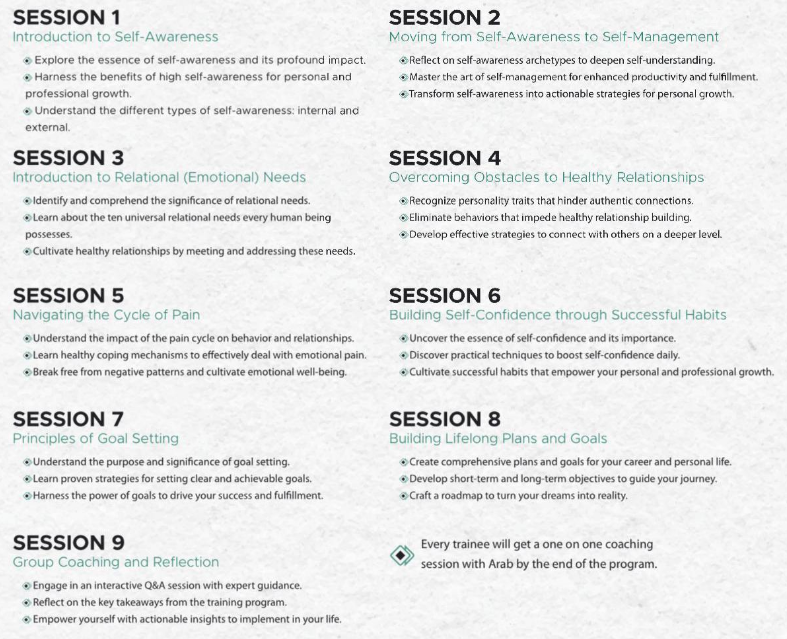 SESSION 1
Introduction to Self-Awareness
Explore the essence of self-awareness and its profound impact.
Harness the benefits of high self-awareness for personal and
professional growth.
Understand the different types of self-awareness: internal and
external.
SESSION 2
Moving from Self-Awareness to Self-Management
Reflect on self-awareness archetypes to deepen self-understanding.
Master the art of self-management for enhanced productivity and fulfillment.
Transform self-awareness into actionable strategies for personal growth.
SESSION 3
Introduction to Relational (Emotional) Needs
Identify and comprehend the significance of relational needs.
Learn about the ten universal relational needs every human being
possesses.
Cultivate healthy relationships by meeting and addressing these needs.
SESSION 4
Overcoming Obstacles to Healthy Relationships
Recognize personality traits that hinder authentic connections.
Eliminate behaviors that impede healthy relationship building.
Develop effective strategies to connect with others on a deeper level.
SESSION 5
Navigating the Cycle of Pain
Understand the impact of the pain cycle on behavior and relationships.
Learn healthy coping mechanisms to effectively deal with emotional pain.
Break free from negative patterns and cultivate emotional well-being.
SESSION 6
Building Self-Confidence through Successful Habits
Uncover the essence of self-confidence and its importance.
Discover practical techniques to boost self-confidence daily.
Cultivate successful habits that empower your personal and professional growth.
SESSION 7
Principles of Goal Setting
Understand the purpose and significance of goal setting.
Learn proven strategies for setting clear and achievable goals.
Harness the power of goals to drive your success and fulfillment.
SESSION 8
Building Lifelong Plans and Goals
Create comprehensive plans and goals for your career and personal life.
Develop short-term and long-term objectives to guide your journey.
Craft a roadmap to turn your dreams into reality.
SESSION 9
Group Coaching and Reflection
Engage in an interactive Q&A session with expert guidance.
Reflect on the key takeaways from the training program.
Empower yourself with actionable insights to implement in your life.
Every trainee will get a one on one coaching
session with Arab by the end of the program.